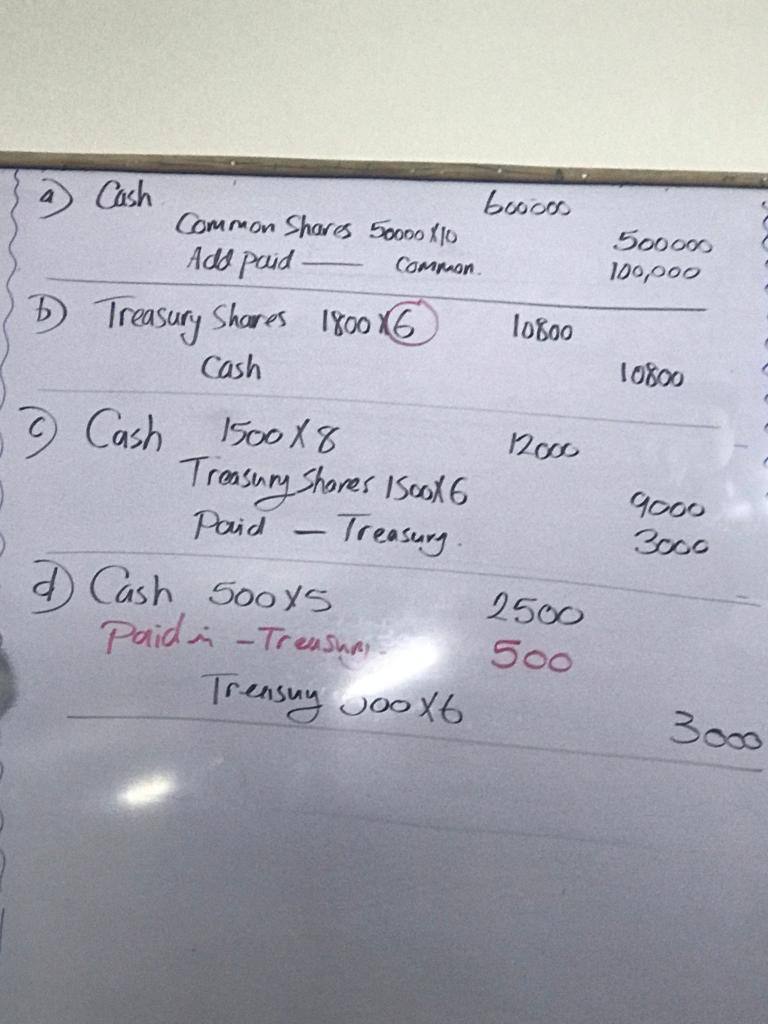 a) Cash 600000
Common Shares 50000 X 10 500000
Add paid — Common. 100,000
b) Treasury Shares 1800 X 6 10800
Cash 10800
c) Cash 1500 X 8 12000
Treasury Shares 1500 X 6 9000
Paid — Treasury. 3000
d) Cash 500 X 5 2500
Paid in - Treasury 500
Treasuy 500 X 6 3000